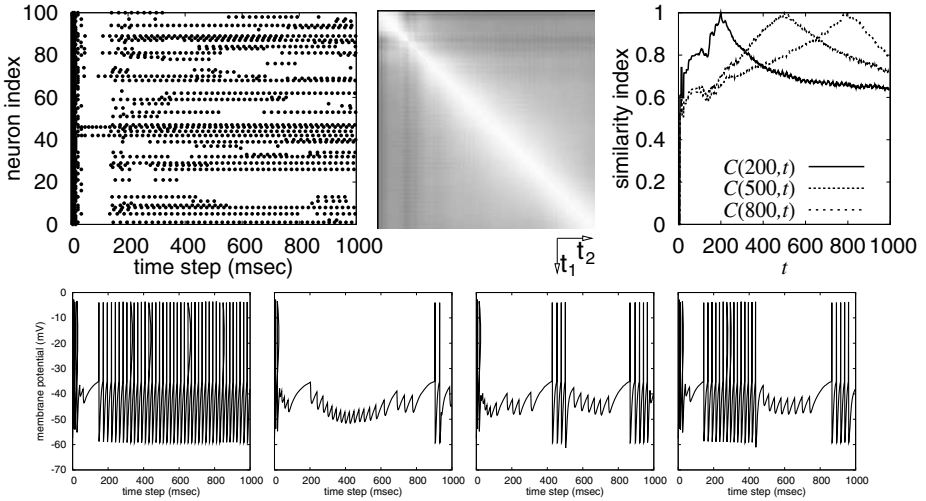 neuron index
100
80
60
40
20
0
0 200 400 600 800 1000
time step (msec)
t2
t1
similarity index
1
0.8
0.6
0.4
0.2
0
C(200,t)
C(500,t)
C(800,t)
0 200 400 600 800 1000
t
membrane potential (mV)
0
-10
-20
-30
-40
-50
-60
-70
0 200 400 600 800 1000
time step (msec)
0 200 400 600 800 1000
time step (msec)
0 200 400 600 800 1000
time step (msec)
0 200 400 600 800 1000
time step (msec)